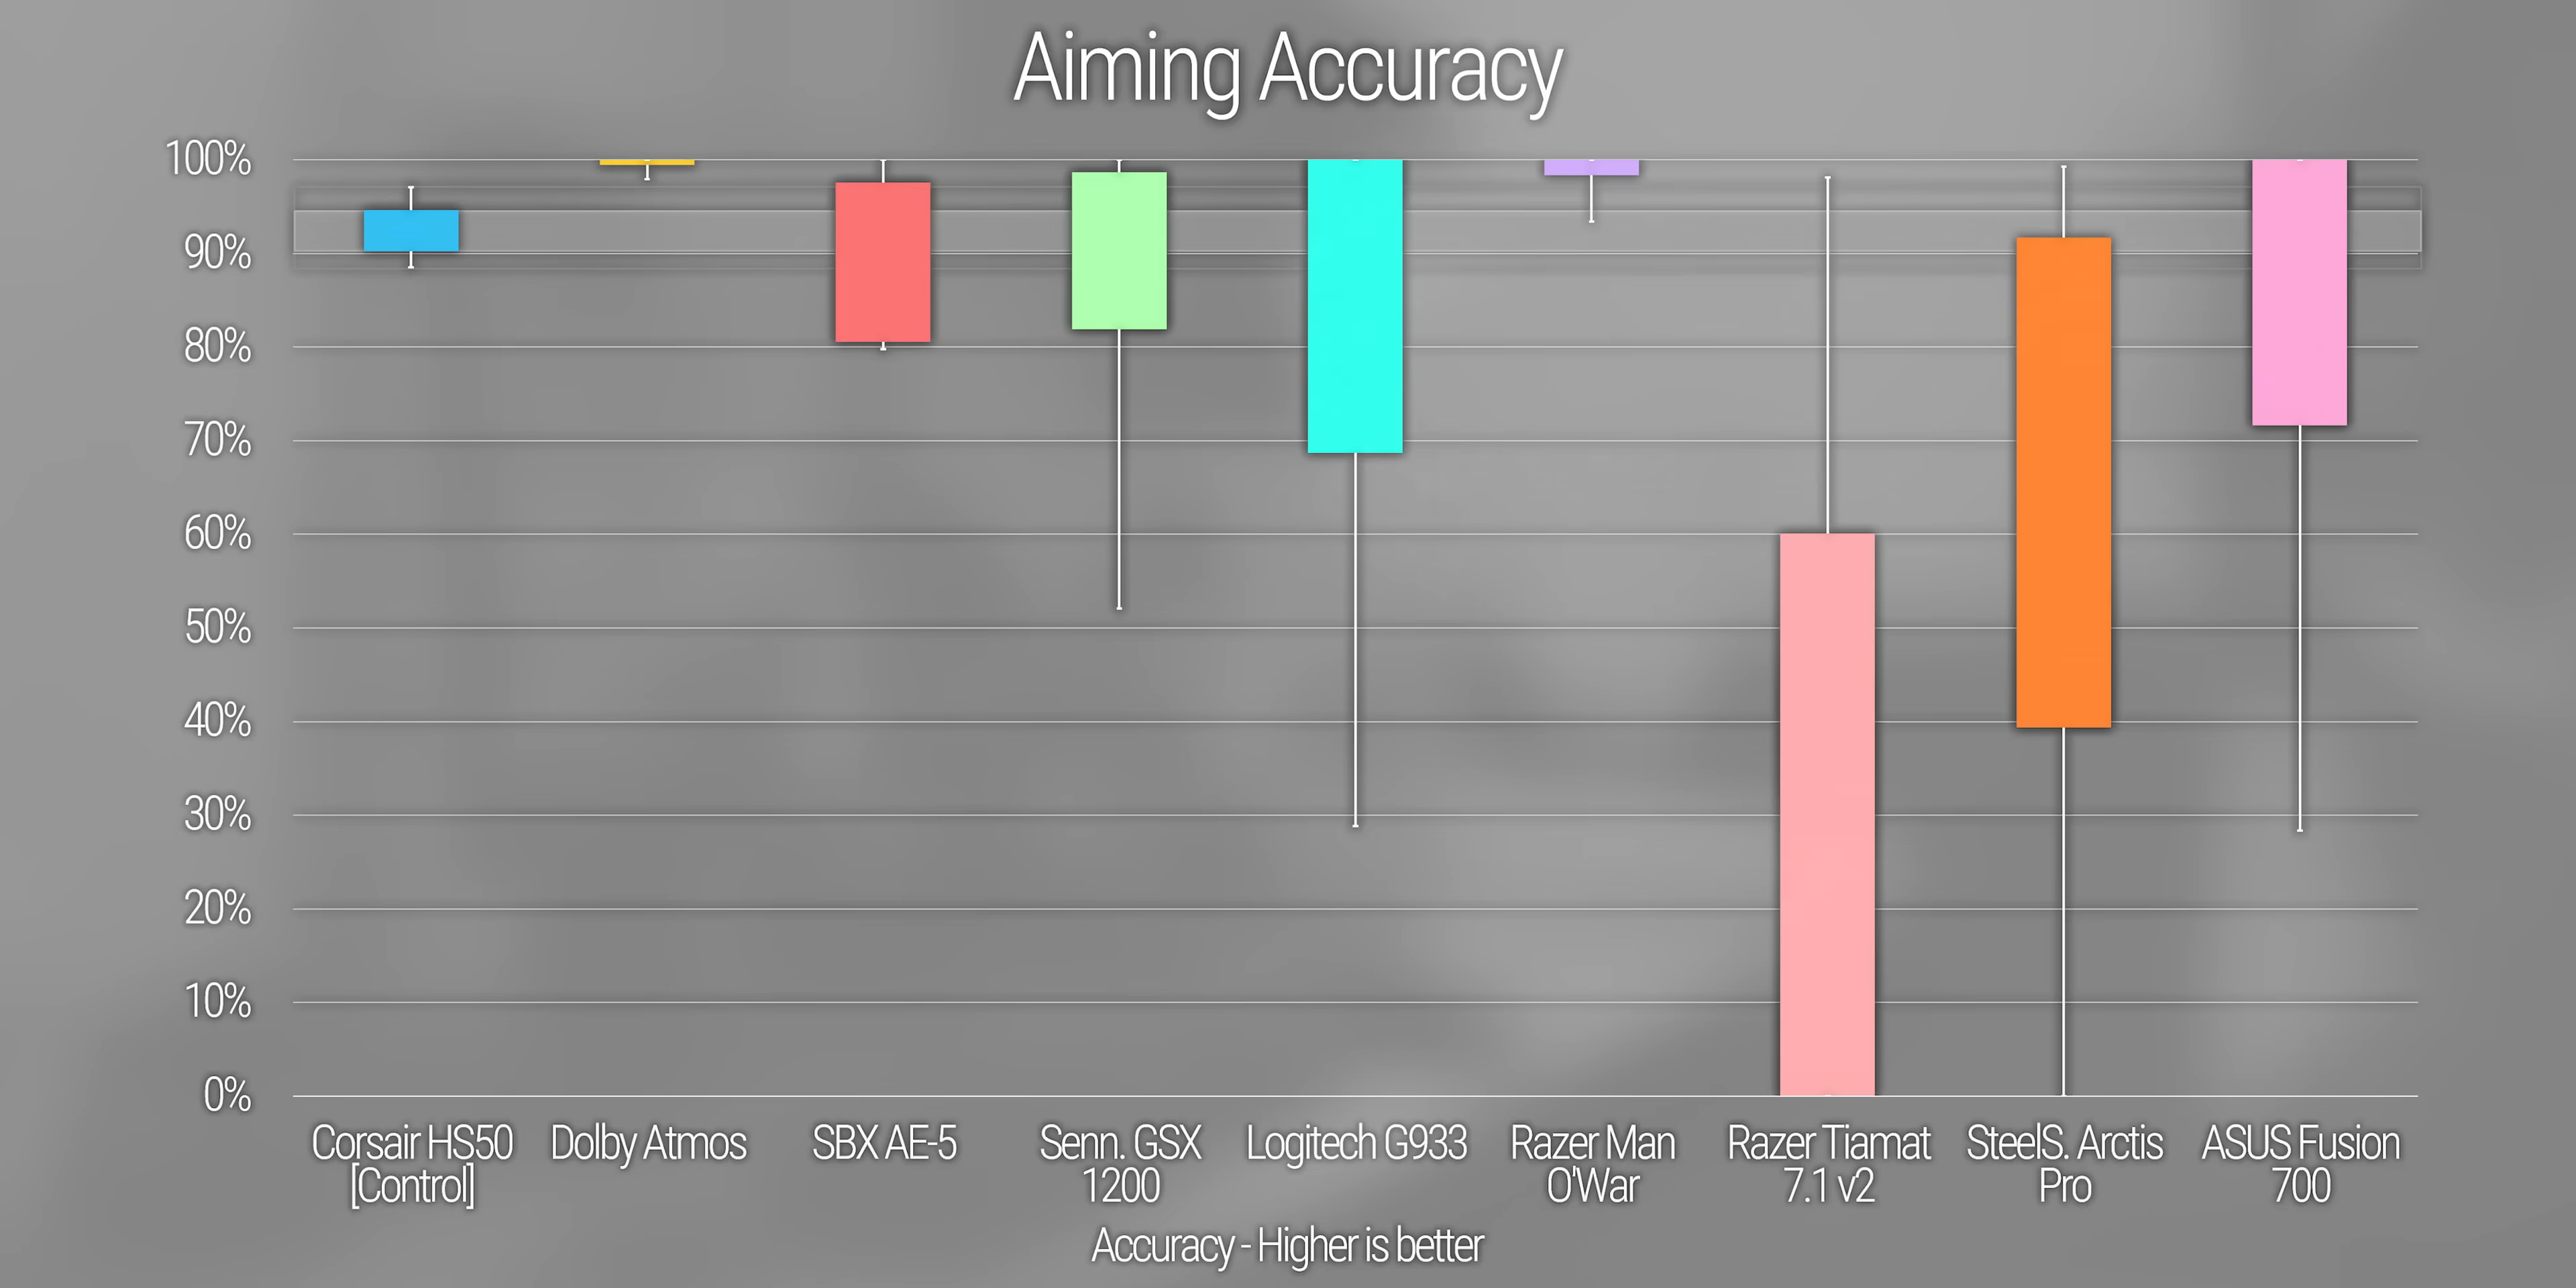 Aiming Accuracy
100%
90%
80%
70%
60%
50%
40%
30%
20%
10%
0%
Corsair HS50
[Control]
Dolby Atmos
SBX AE-5
Senn. GSX
1200
Logitech G933
Razer Man
O'War
Razer Tiamat
7.1 v2
SteelS. Arctis
Pro
ASUS Fusion
700
Accuracy - Higher is better